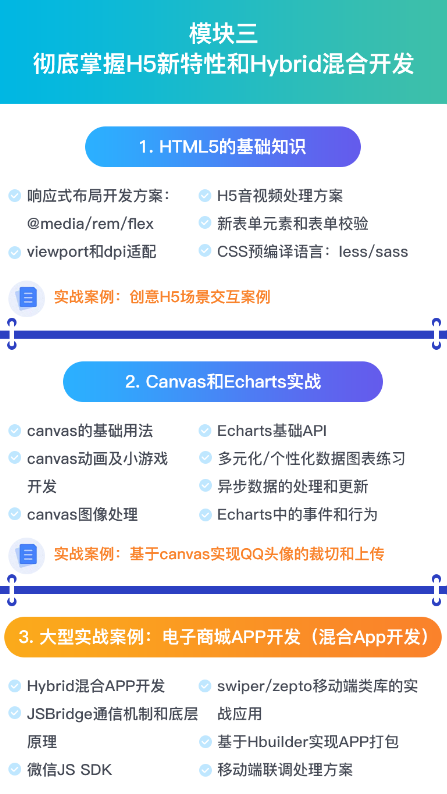 模块三
彻底掌握H5新特性和Hybrid混合开发
1. HTML5的基础知识
响应式布局开发方案：
@media/rem/flex
viewport和dpi适配
H5音视频处理方案
新表单元素和表单校验
CSS预编译语言：less/sass
实战案例：创意H5场景交互案例
2. Canvas和Echarts实战
canvas的基础用法
canvas动画及小游戏
开发
canvas图像处理
Echarts基础API
多元化/个性化数据图表练习
异步数据的处理和更新
Echarts中的事件和行为
实战案例：基于canvas实现QQ头像的裁切和上传
3. 大型实战案例：电子商城APP开发（混合App开发）
Hybrid混合APP开发
JSBridge通信机制和底层
原理
微信JS SDK
swiper/zepto移动端类库的实
战应用
基于Hbuilder实现APP打包
移动端联调处理方案